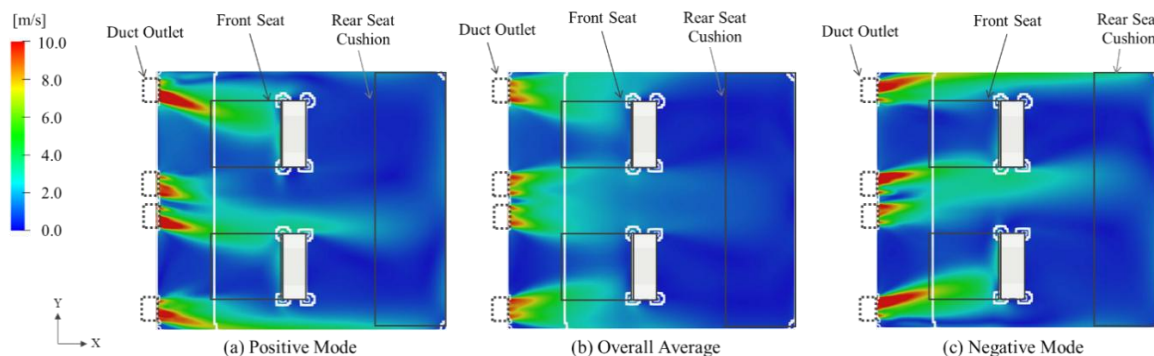 [m/s]
10.0
8.0
6.0
4.0
2.0
0.0
Y
X
Duct Outlet
Front Seat
Rear Seat
Cushion
(a) Positive Mode
Duct Outlet
Front Seat
Rear Seat
Cushion
(b) Overall Average
Duct Outlet
Front Seat
Rear Sea
Cushion
(c) Negative Mode